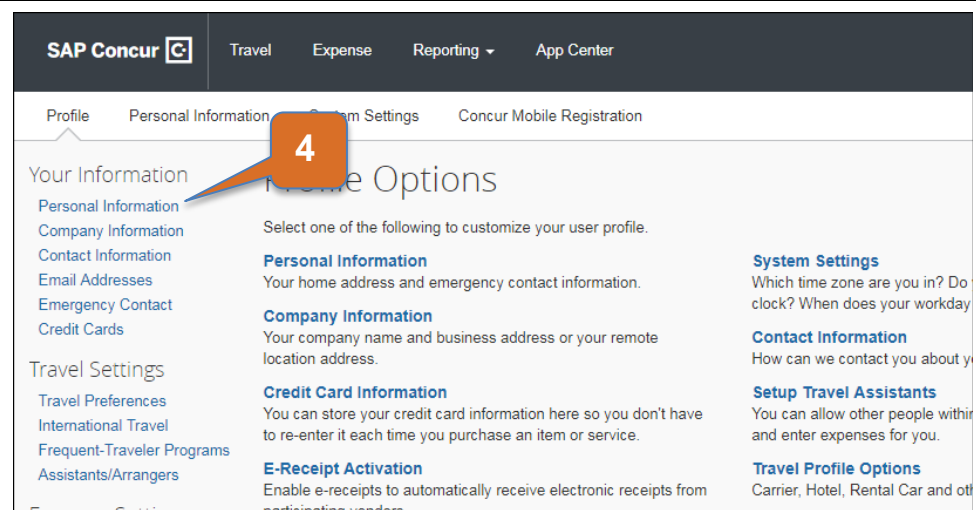 SAP Concur C Travel Expense Reporting App Center
Profile Personal Information System Settings Concur Mobile Registration
4
Your Information
Personal Information
Company Information
Contact Information
Email Addresses
Emergency Contact
Credit Cards
Travel Settings
Travel Preferences
International Travel
Frequent-Traveler Programs
Assistants/Arrangers
Profile Options
Select one of the following to customize your user profile.
Personal Information
Your home address and emergency contact information.
Company Information
Your company name and business address or your remote
location address.
Credit Card Information
You can store your credit card information here so you don't have
to re-enter it each time you purchase an item or service.
E-Receipt Activation
Enable e-receipts to automatically receive electronic receipts from
participating vendors.
System Settings
Which time zone are you in? Do
clock? When does your workday
Contact Information
How can we contact you about
Setup Travel Assistants
You can allow other people
and enter expenses for you.
Travel Profile Options
Carrier, Hotel, Rental Car and